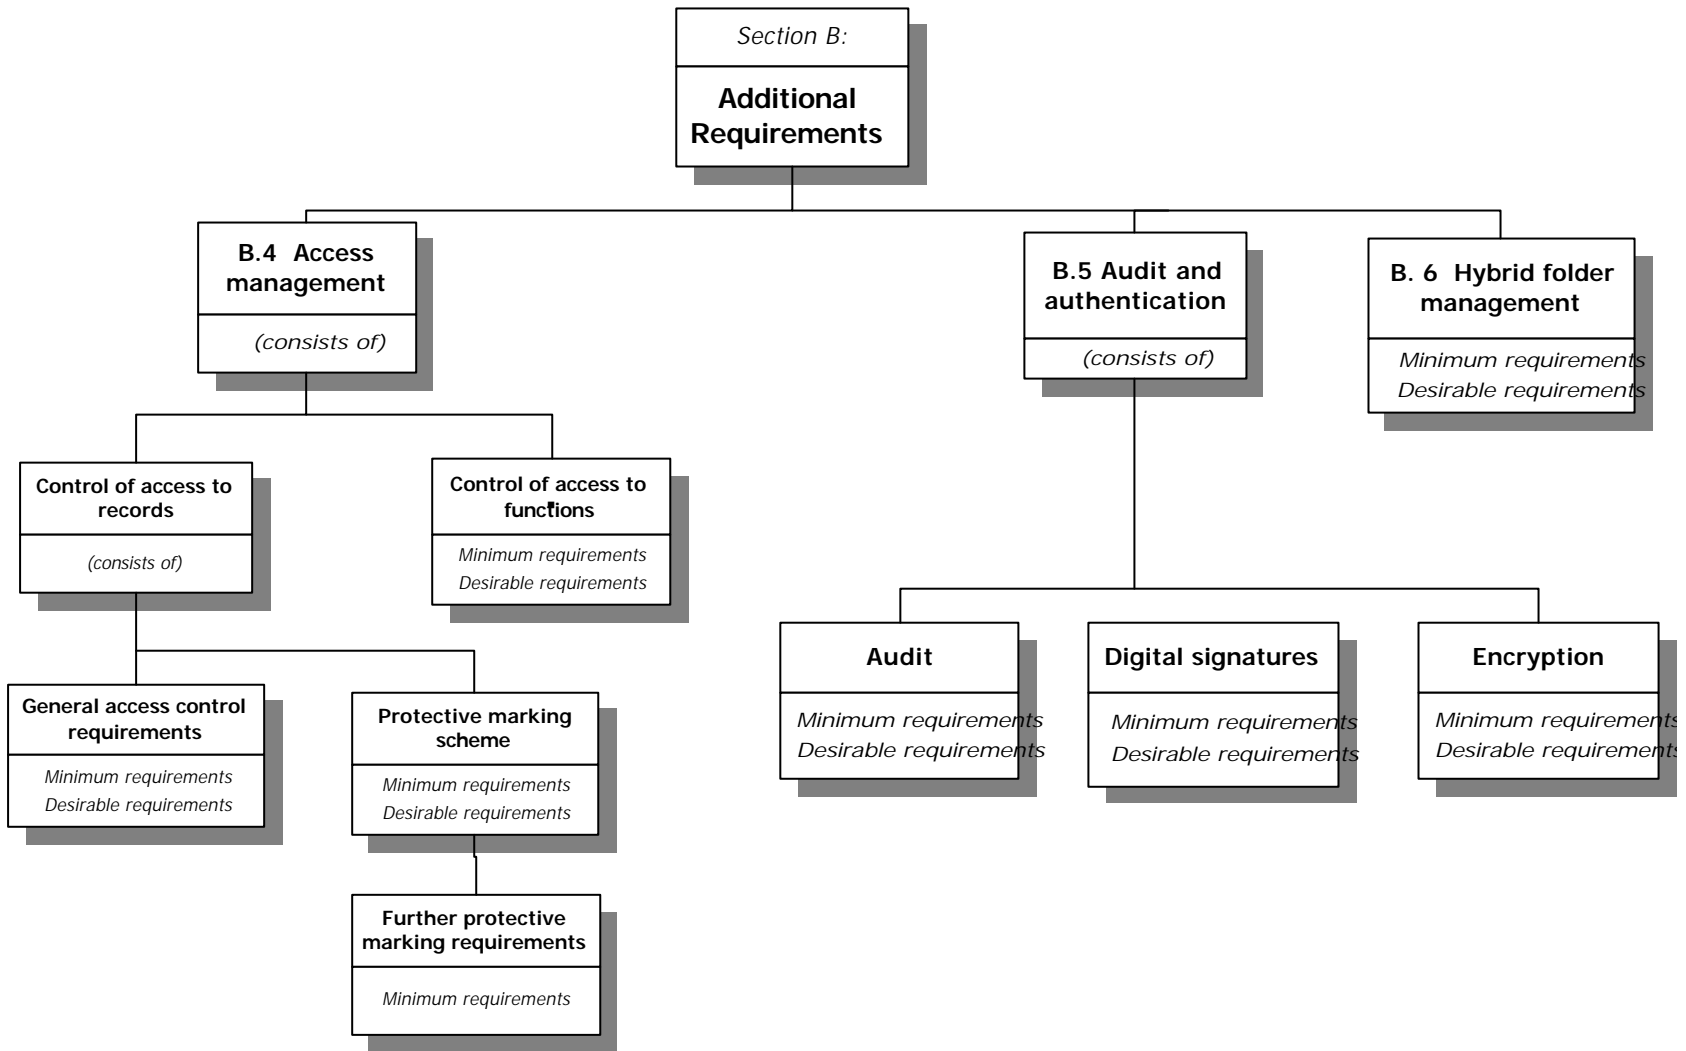 Section B:
Additional
Requirements
B.4 Access
management
(consists of)
B.5 Audit and
authentication
(consists of)
B. 6 Hybrid folder
management
Minimum requirements
Desirable requirements
Control of access to
records
(consists of)
Control of access to
functions
Minimum requirements
Desirable requirements
General access control
requirements
Minimum requirements
Desirable requirements
Protective marking
scheme
Minimum requirements
Desirable requirements
Further protective
marking requirements
Minimum requirements
Audit
Minimum requirements
Desirable requirements
Digital signatures
Minimum requirements
Desirable requirements
Encryption
Minimum requirements
Desirable requirements